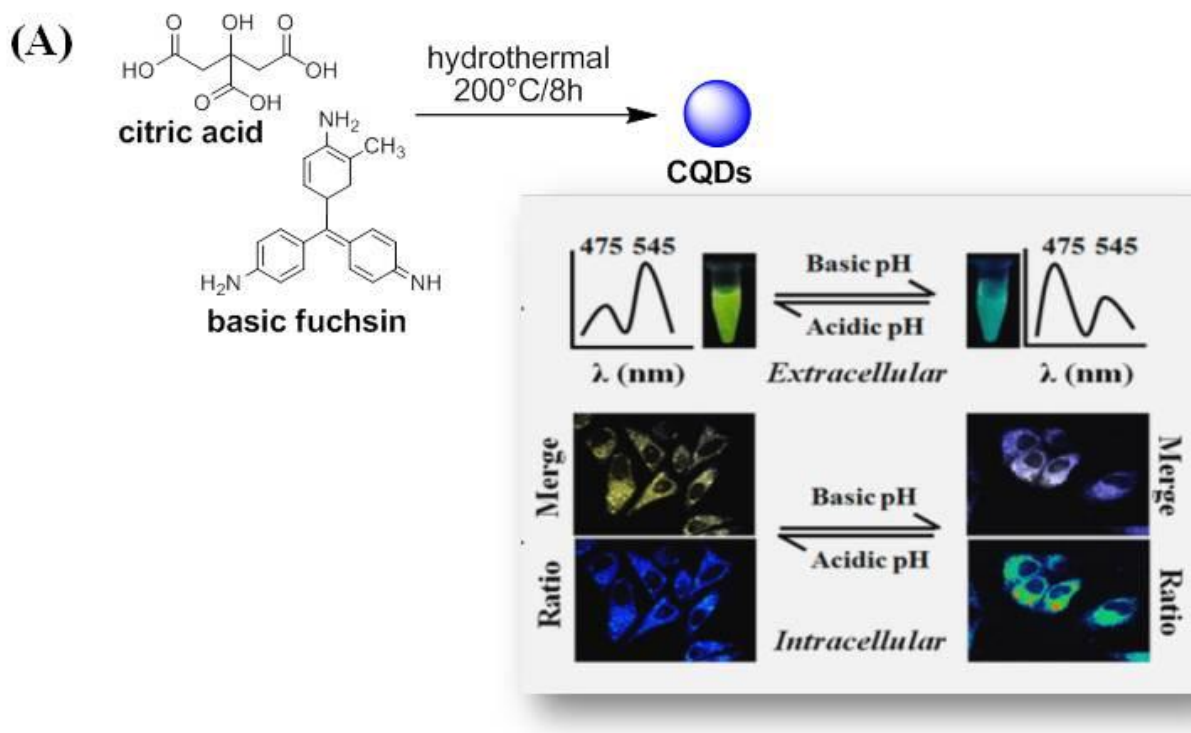 (A)
O
OH
O
HO
OH
O
OH
citric acid
hydrothermal
200°C/8h
CQDs
NH₂
CH₃
H₂N
NH
basic fuchsin
475 545
λ (nm)
Basic pH
Acidic pH
Extracellular
475 545
λ (nm)
Merge
Ratio
Basic pH
Acidic pH
Intracellular
Merge
Ratio